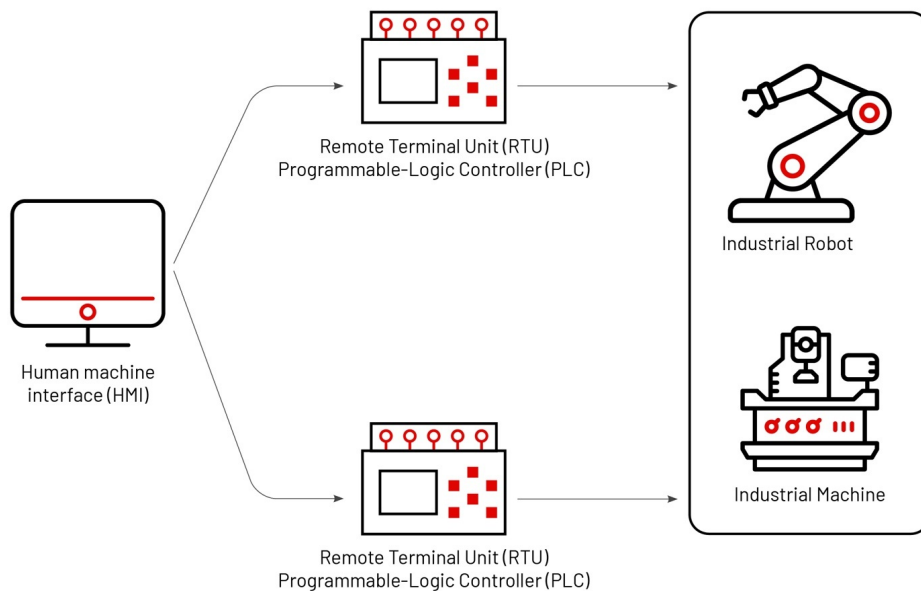 Remote Terminal Unit (RTU)
Programmable-Logic Controller (PLC)
Industrial Robot
Human machine
interface (HMI)
Industrial Machine
Remote Terminal Unit (RTU)
Programmable-Logic Controller (PLC)